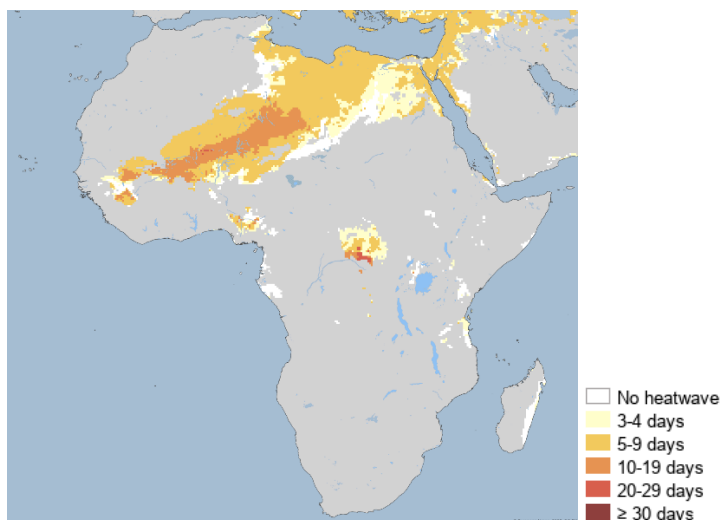 No heatwave
3-4 days
5-9 days
10-19 days
20-29 days
≥ 30 days